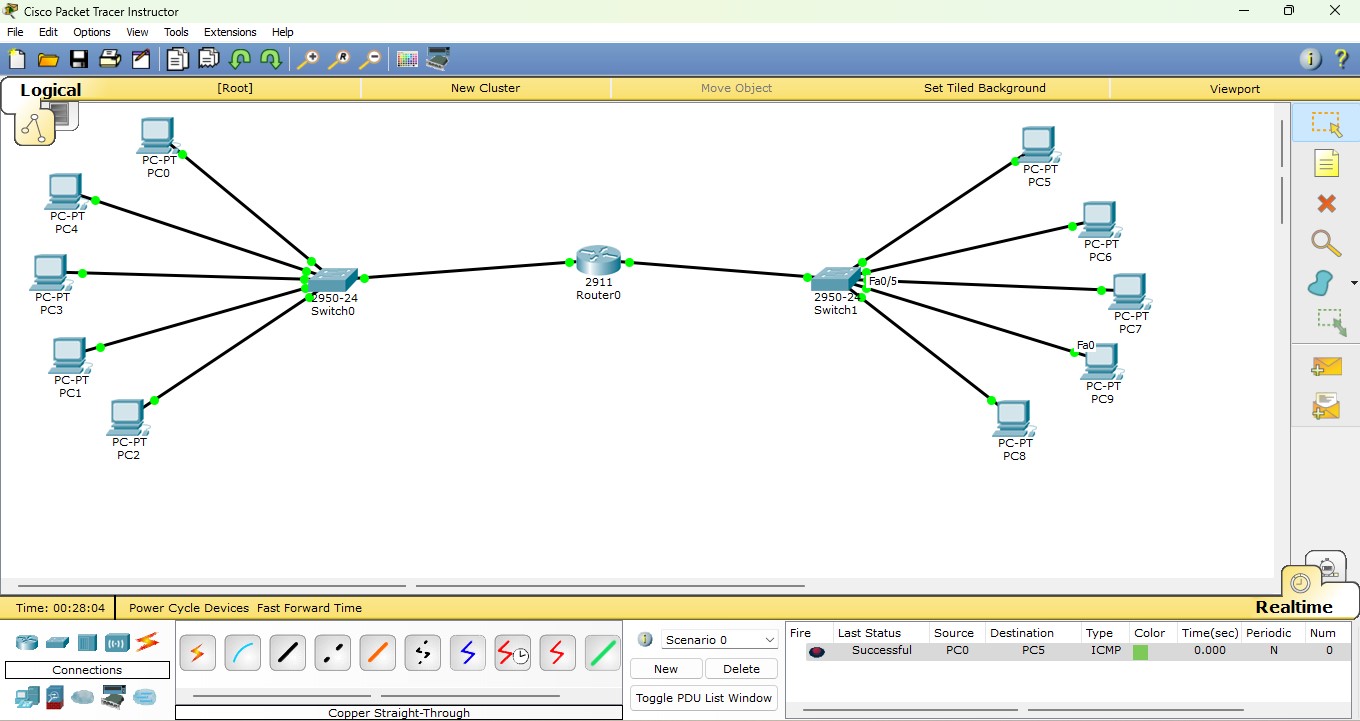 Cisco Packet Tracer Instructor
File Edit Options View Tools Extensions Help
Logical [Root] New Cluster Move Object Set Tiled Background Viewport
PC-PT
PC0
PC-PT
PC4
PC-PT
PC3
PC-PT
PC1
PC-PT
PC2
2950-24
Switch0
2911
Router0
Fa0/5
2950-24
Switch1
PC-PT
PC5
PC-PT
PC6
PC-PT
PC7
Fa0
PC-PT
PC9
PC-PT
PC8
Time: 00:28:04 Power Cycle Devices Fast Forward Time Realtime
Connections
Copper Straight-Through
Scenario 0
New Delete
Toggle PDU List Window
Fire Last Status Source Destination Type Color Time(sec) Periodic Num
Successful PC0 PC5 ICMP 0.000 N 0